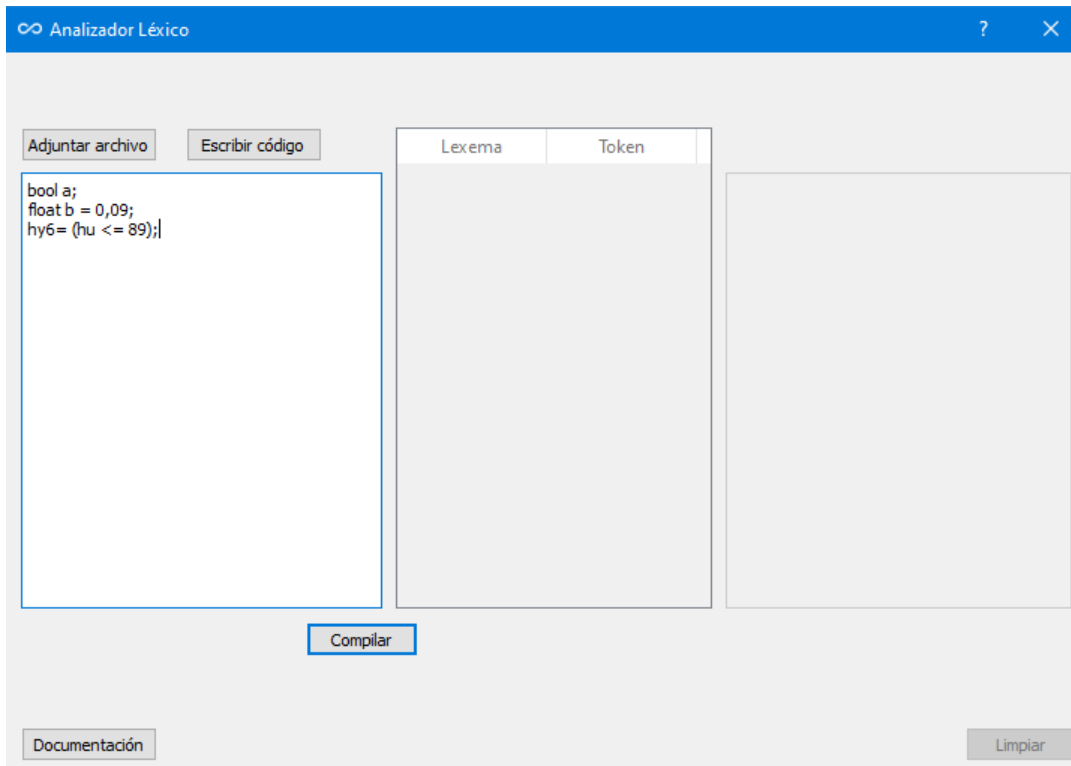 Analizador Léxico
?
Adjuntar archivo
Escribir código
Lexema
Token
bool a;
float b = 0,09;
hy6= (hu <= 89);
Compilar
Documentación
Limpiar